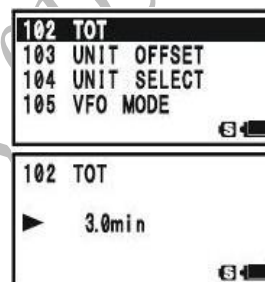 102 TOT
103 UNIT OFFSET
104 UNIT SELECT
105 VFO MODE
S
102 TOT
▶ 3.0min
S